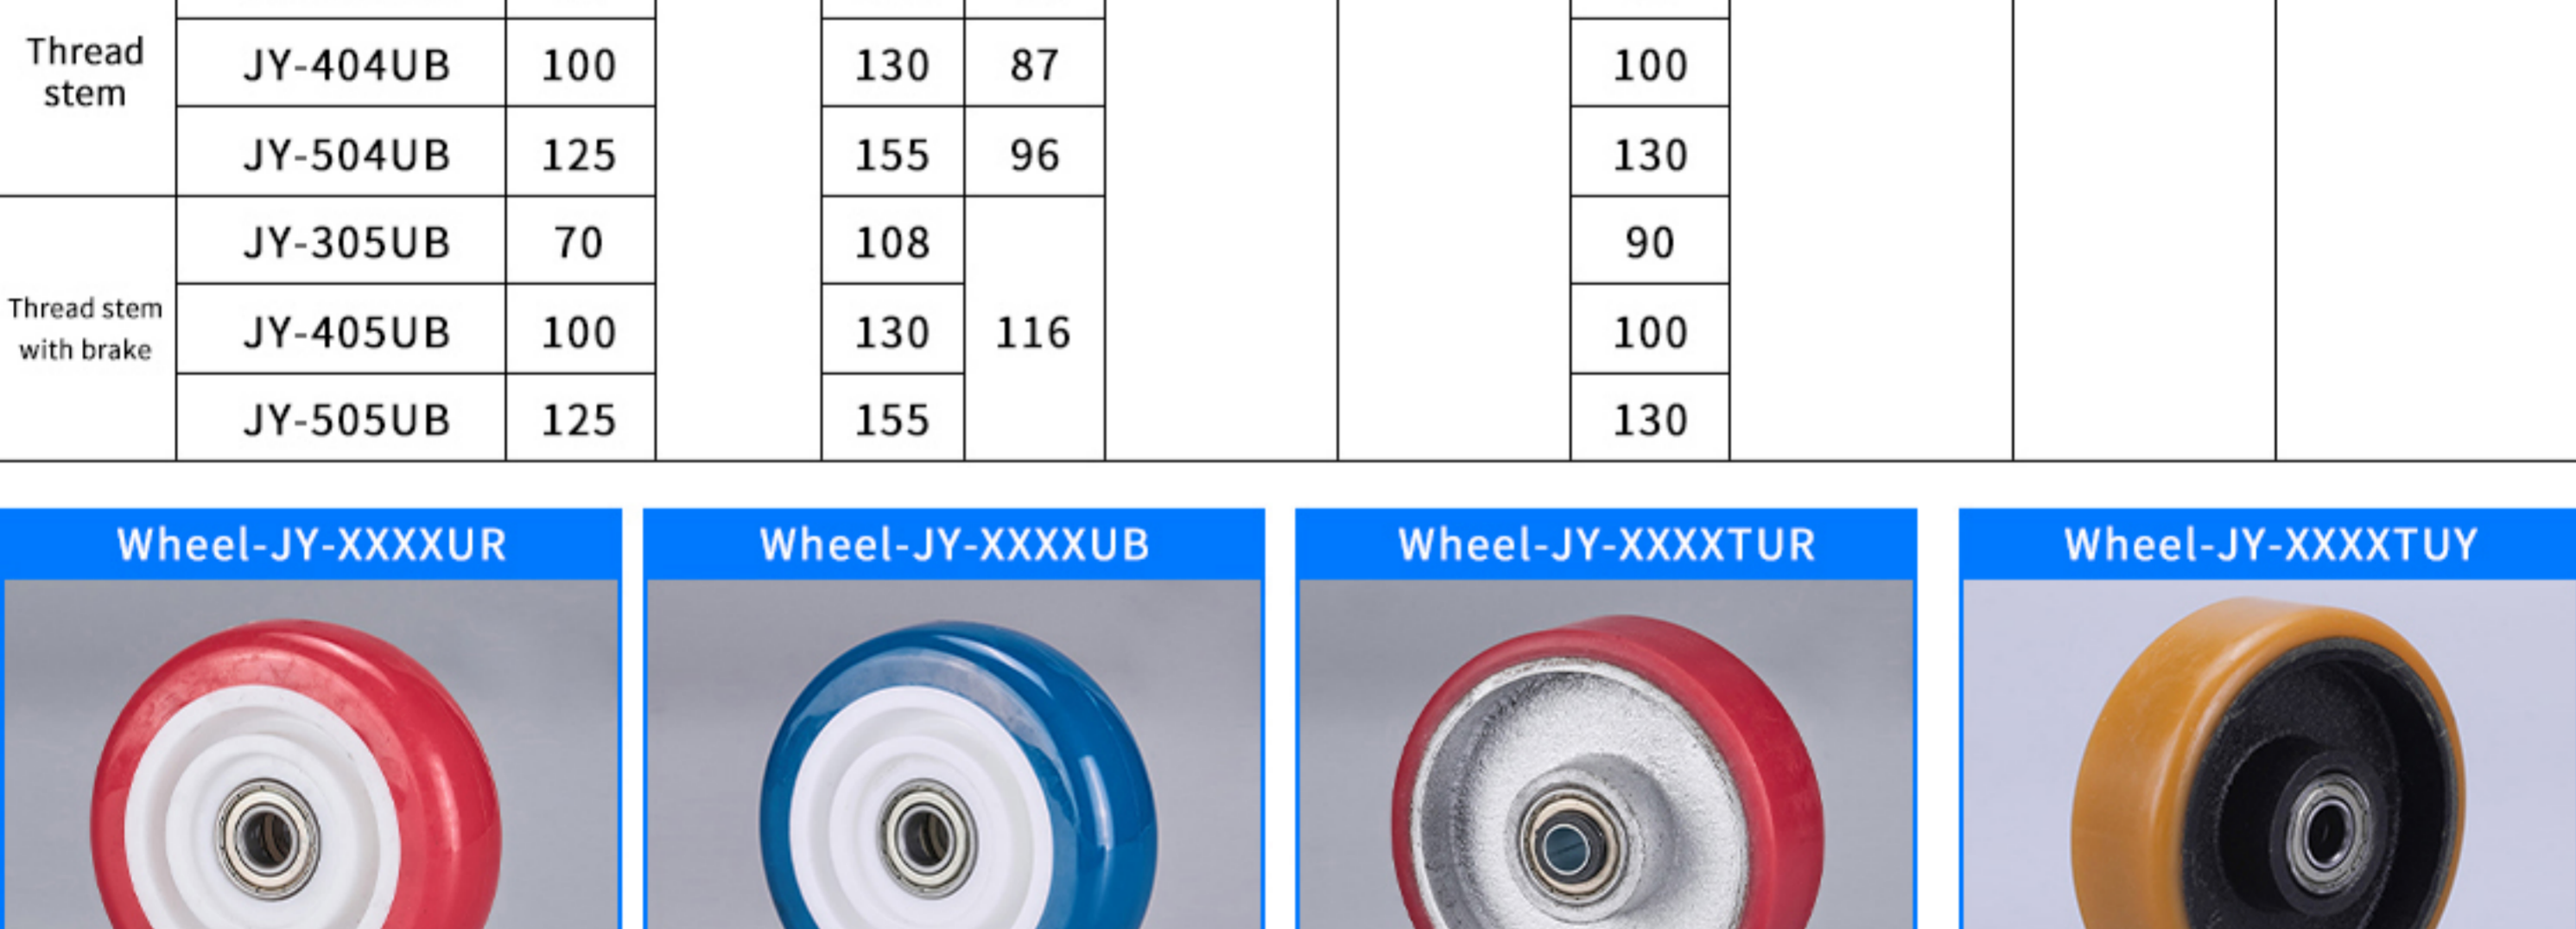 Thread
stem
JY-404UB 100 130 87 100
JY-504UB 125 155 96 130
Thread stem
with brake
JY-305UB 70 108 90
JY-405UB 100 130 116 100
JY-505UB 125 155 130
Wheel-JY-XXXXUR
Wheel-JY-XXXXUB
Wheel-JY-XXXXTUR
Wheel-JY-XXXXTUY